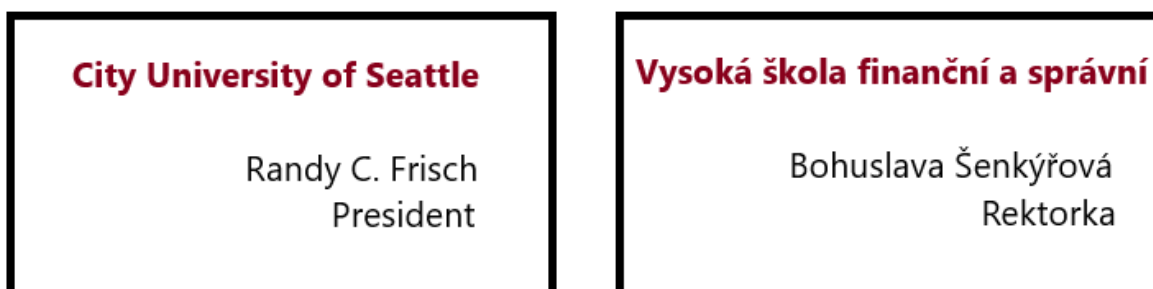 City University of Seattle
Randy C. Frisch
President
Vysoká škola finanční a správní
Bohuslava Šenkýřová
Rektorka